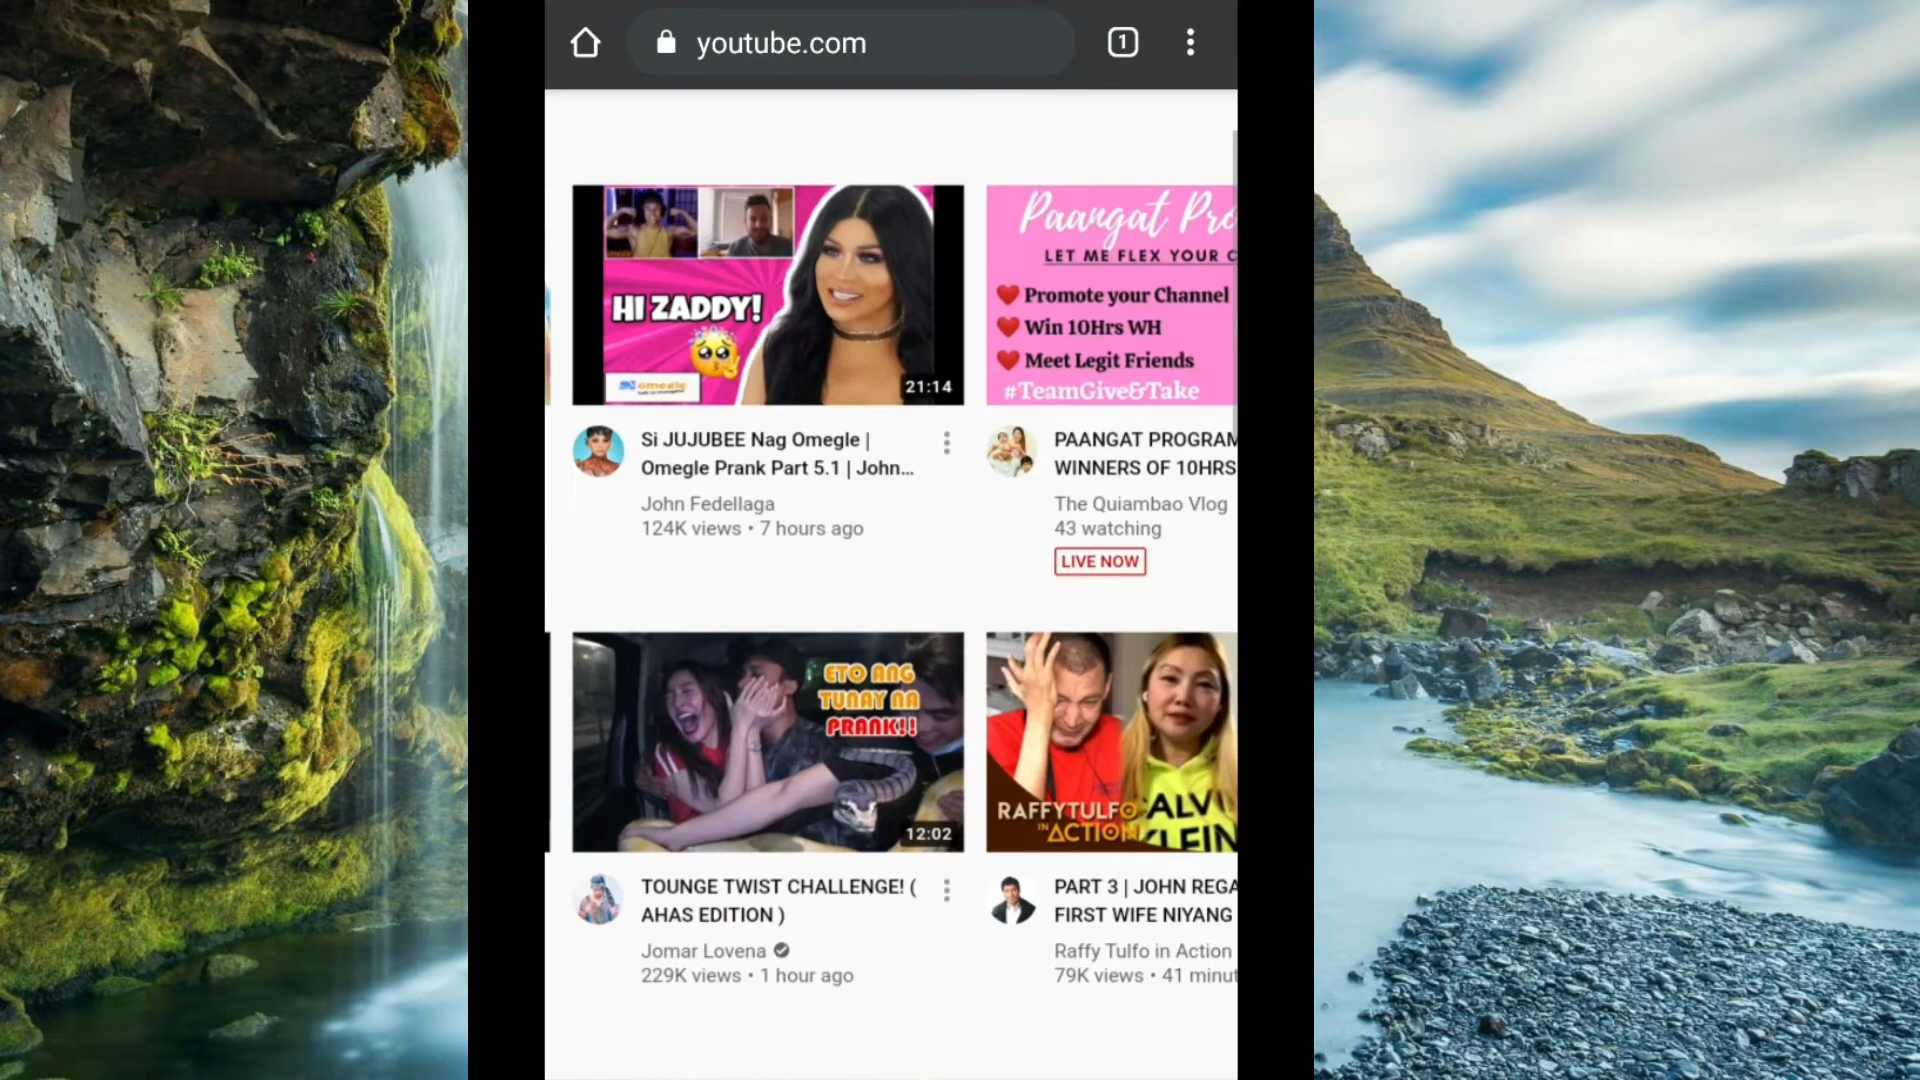 youtube.com
1
Paangat Pro
LET ME FLEX YOUR C
HI ZADDY!
Promote your Channel
Win 10Hrs WH
Meet Legit Friends
omegle
21:14
#TeamGive&Take
Si JUJUBEE Nag Omegle |
Omegle Prank Part 5.1 | John...
John Fedellaga
124K views • 7 hours ago
PAANGAT PROGRAM
WINNERS OF 10HRS
The Quiambao Vlog
43 watching
LIVE NOW
ETO ANG
TUNAY NA
PRANK!!
12:02
RAFFYTULFO
IN ACTION
CALV
KLEIN
TOUNGE TWIST CHALLENGE! (
AHAS EDITION )
Jomar Lovena
229K views • 1 hour ago
PART 3 | JOHN REGA
FIRST WIFE NIYANG
Raffy Tulfo in Action
79K views • 41 minut